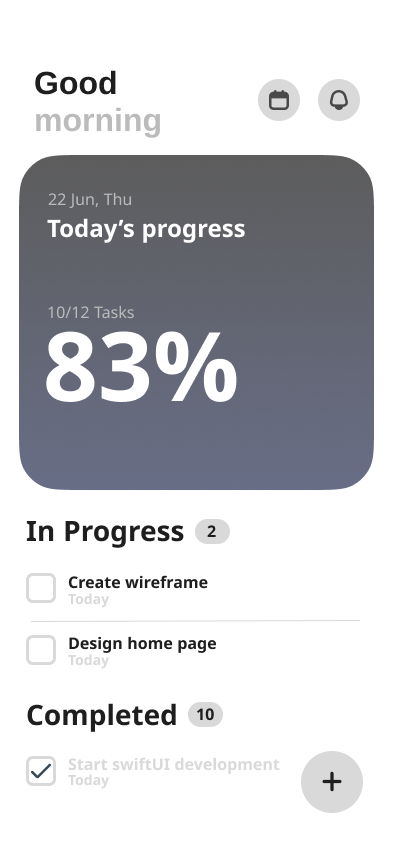 Good
morning
22 Jun, Thu
Today’s progress
10/12 Tasks
83%
In Progress 2
Create wireframe
Today
Design home page
Today
Completed 10
Start swiftUI development
Today
+